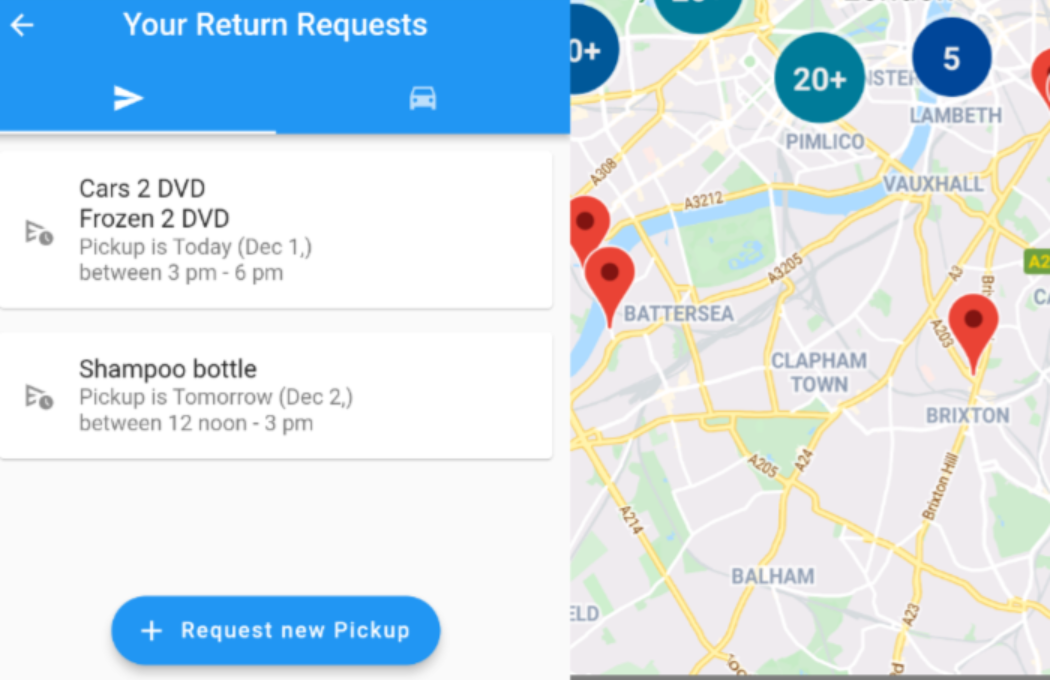 Your Return Requests
Cars 2 DVD
Frozen 2 DVD
Pickup is Today (Dec 1,)
between 3 pm - 6 pm
Shampoo bottle
Pickup is Tomorrow (Dec 2,)
between 12 noon - 3 pm
+ Request new Pickup
0+
20+
5
NSTER
LAMBETH
PIMLICO
A308
VAUXHALL
A3212
A3205
A3
A2
Bri
BATTERSEA
A203
CLAPHAM
TOWN
BRIXTON
A205
A24
Brixton Hill
A214
BALHAM
ELD
A23